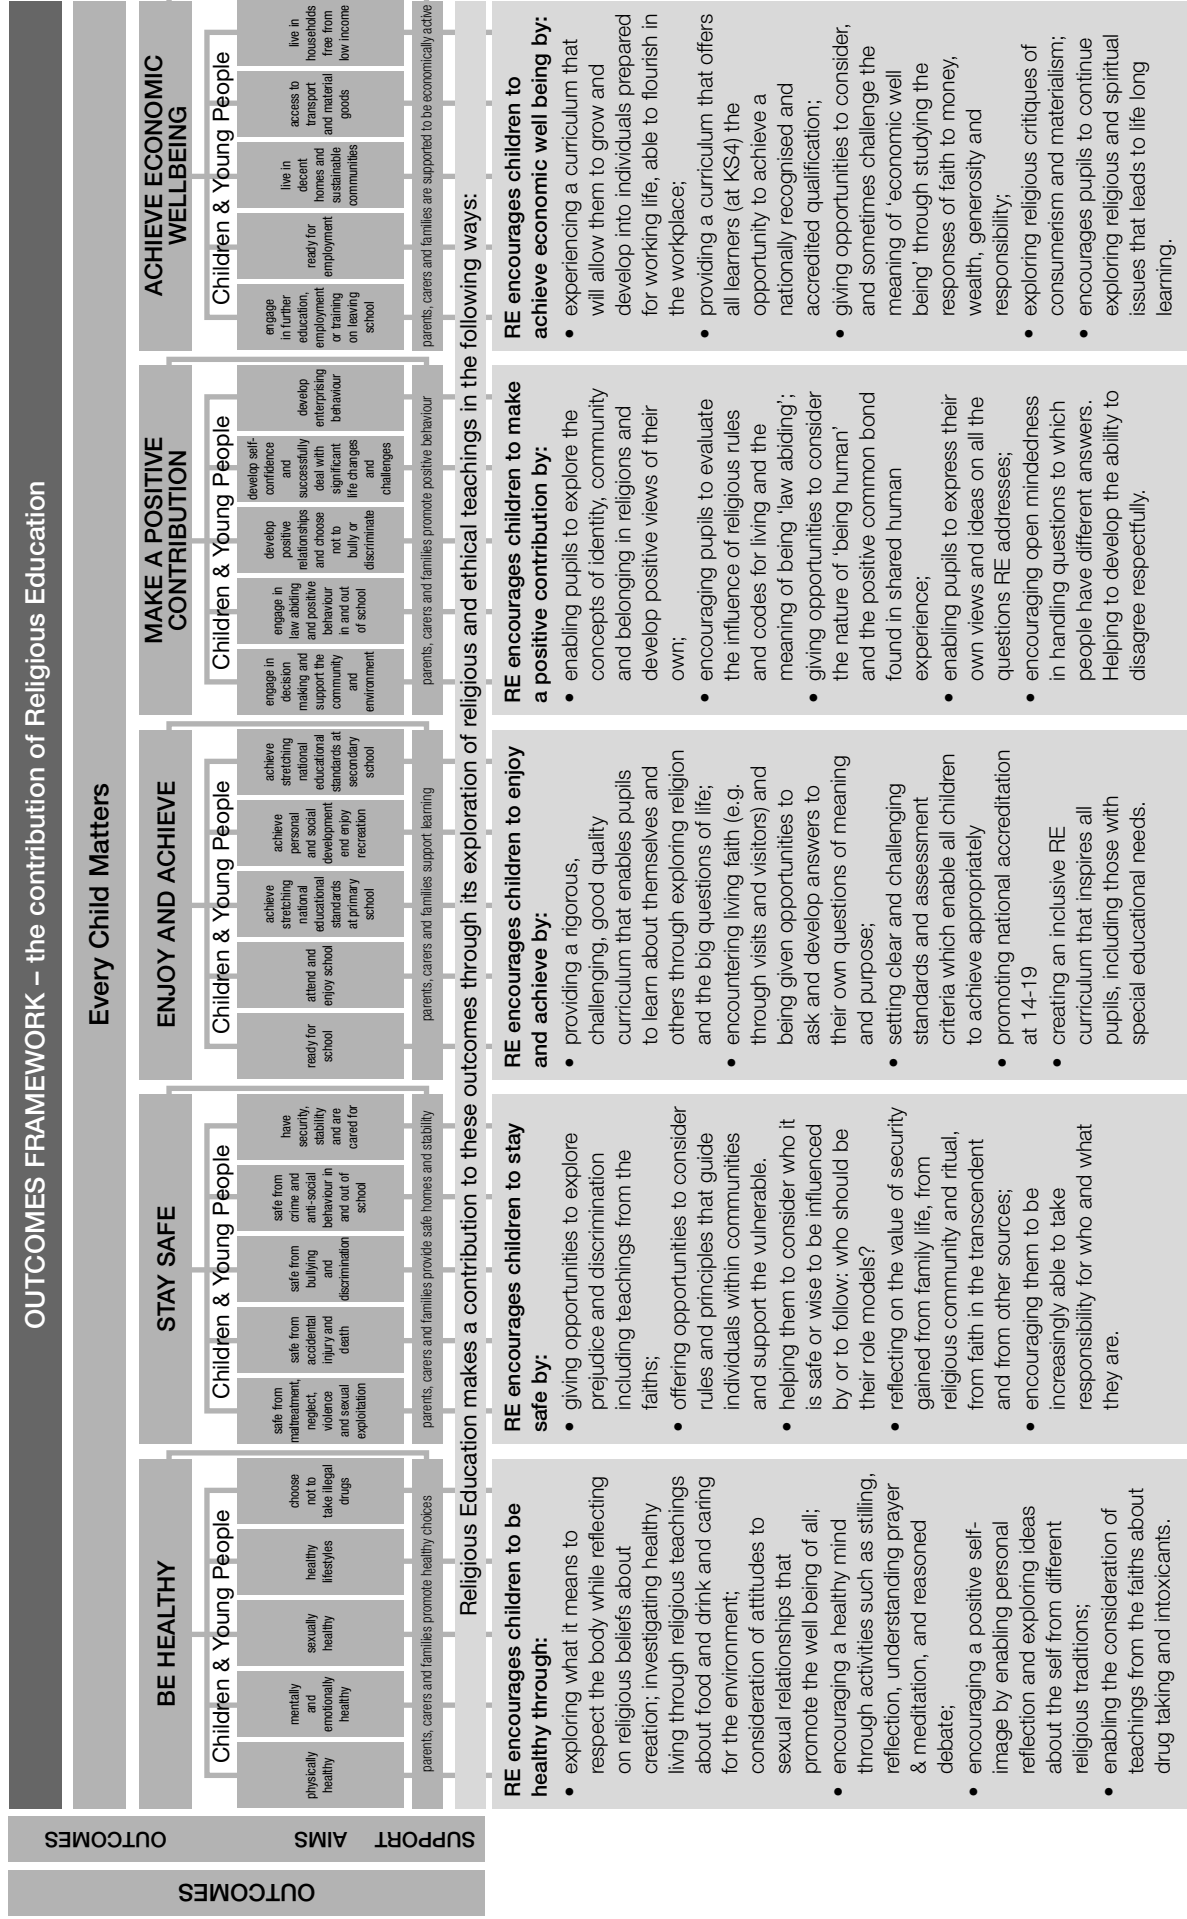 OUTCOMES FRAMEWORK – the contribution of Religious Education
Every Child Matters
OUTCOMES
OUTCOMES
AIMS
SUPPORT
BE HEALTHY
Children & Young People
physically
healthy
mentally
and
emotionally
healthy
sexually
healthy
healthy
lifestyles
choose
not to
take illegal
drugs
parents, carers and families promote healthy choices
STAY SAFE
Children & Young People
safe from
maltreatment,
neglect,
violence
and sexual
exploitation
safe from
accidental
injury and
death
safe from
bullying
and
discrimination
safe from
crime and
anti-social
behaviour in
and out of
school
have
security,
stability
and are
cared for
parents, carers and families provide safe homes and stability
ENJOY AND ACHIEVE
Children & Young People
ready for
school
attend and
enjoy school
achieve
stretching
national
educational
standards
at primary
school
achieve
personal
and social
development
end enjoy
recreation
achieve
stretching
national
educational
standards at
secondary
school
parents, carers and families support learning
MAKE A POSITIVE
CONTRIBUTION
Children & Young People
engage in
decision
making and
support the
community
and
environment
engage in
law abiding
and positive
behaviour
in and out
of school
develop
positive
relationships
and choose
not to
bully or
discriminate
develop self-
confidence
and
successfully
deal with
significant
life changes
and
challenges
develop
enterprising
behaviour
parents, carers and families promote positive behaviour
ACHIEVE ECONOMIC
WELLBEING
Children & Young People
engage
in further
education,
employment
or training
on leaving
school
ready for
employment
live in
decent
homes and
sustainable
communities
access to
transport
and material
goods
live in
households
free from
low income
parents, carers and families are supported to be economically active
Religious Education makes a contribution to these outcomes through its exploration of religious and ethical teachings in the following ways:
RE encourages children to be
healthy through:
• exploring what it means to
respect the body while reflecting
on religious beliefs about
creation; investigating healthy
living through religious teachings
about food and drink and caring
for the environment;
consideration of attitudes to
sexual relationships that
promote the well being of all;
• encouraging a healthy mind
through activities such as stilling,
reflection, understanding prayer
& meditation, and reasoned
debate;
• encouraging a positive self-
image by enabling personal
reflection and exploring ideas
about the self from different
religious traditions;
• enabling the consideration of
teachings from the faiths about
drug taking and intoxicants.
RE encourages children to stay
safe by:
• giving opportunities to explore
prejudice and discrimination
including teachings from the
faiths;
• offering opportunities to consider
rules and principles that guide
individuals within communities
and support the vulnerable.
• helping them to consider who it
is safe or wise to be influenced
by or to follow: who should be
their role models?
• reflecting on the value of security
gained from family life, from
religious community and ritual,
from faith in the transcendent
and from other sources;
• encouraging them to be
increasingly able to take
responsibility for who and what
they are.
RE encourages children to enjoy
and achieve by:
• providing a rigorous,
challenging, good quality
curriculum that enables pupils
to learn about themselves and
others through exploring religion
and the big questions of life;
• encountering living faith (e.g.
through visits and visitors) and
being given opportunities to
ask and develop answers to
their own questions of meaning
and purpose;
• setting clear and challenging
standards and assessment
criteria which enable all children
to achieve appropriately
• promoting national accreditation
at 14-19
• creating an inclusive RE
curriculum that inspires all
pupils, including those with
special educational needs.
RE encourages children to make
a positive contribution by:
• enabling pupils to explore the
concepts of identity, community
and belonging in religions and
develop positive views of their
own;
• encouraging pupils to evaluate
the influence of religious rules
and codes for living and the
meaning of being ‘law abiding’;
• giving opportunities to consider
the nature of ‘being human’
and the positive common bond
found in shared human
experience;
• enabling pupils to express their
own views and ideas on all the
questions RE addresses;
• encouraging open mindedness
in handling questions to which
people have different answers.
Helping to develop the ability to
disagree respectfully.
RE encourages children to
achieve economic well being by:
• experiencing a curriculum that
will allow them to grow and
develop into individuals prepared
for working life, able to flourish in
the workplace;
• providing a curriculum that offers
all learners (at KS4) the
opportunity to achieve a
nationally recognised and
accredited qualification;
• giving opportunities to consider,
and sometimes challenge the
meaning of ‘economic well
being’ through studying the
responses of faith to money,
wealth, generosity and
responsibility;
• exploring religious critiques of
consumerism and materialism;
• encourages pupils to continue
exploring religious and spiritual
issues that leads to life long
learning.